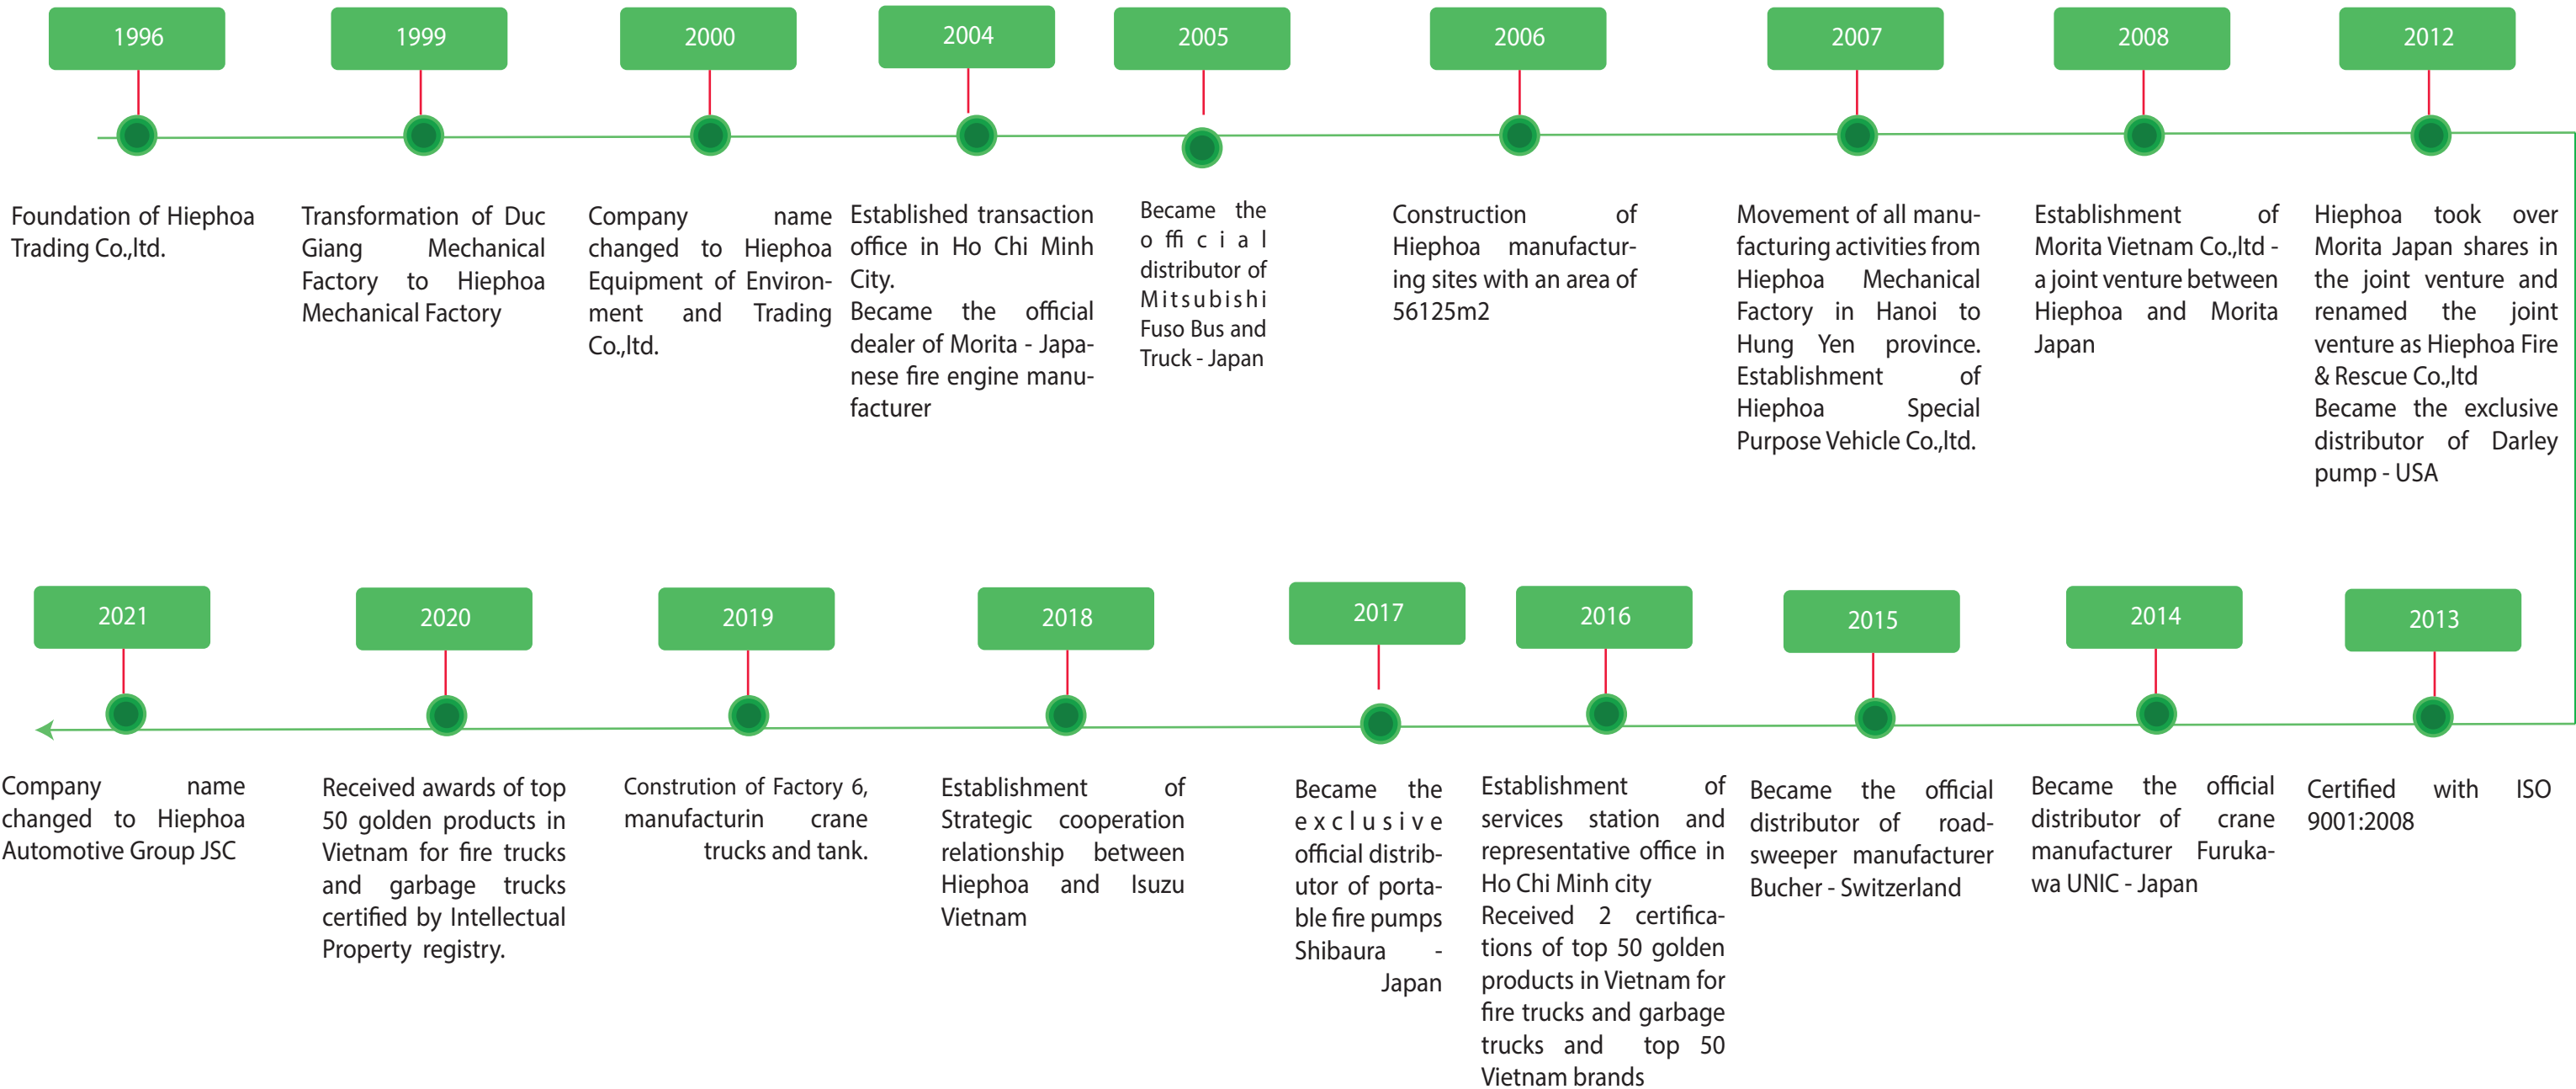 1996
Foundation of Hiephoa
Trading Co.,ltd.
1999
Transformation of Duc
Giang Mechanical
Factory to Hiephoa
Mechanical Factory
2000
Company name
changed to Hiephoa
Equipment of Environ-
ment and Trading
Co.,ltd.
2004
Established transaction
office in Ho Chi Minh
City.
Became the official
dealer of Morita - Japa-
nese fire engine manu-
facturer
2005
Became the
official
distributor of
Mitsubishi
Fuso Bus and
Truck - Japan
2006
Construction of
Hiephoa manufactur-
ing sites with an area of
56125m2
2007
Movement of all manu-
facturing activities from
Hiephoa Mechanical
Factory in Hanoi to
Hung Yen province.
Establishment of
Hiephoa Special
Purpose Vehicle Co.,ltd.
2008
Establishment of
Morita Vietnam Co.,ltd -
a joint venture between
Hiephoa and Morita
Japan
2012
Hiephoa took over
Morita Japan shares in
the joint venture and
renamed the joint
venture as Hiephoa Fire
& Rescue Co.,ltd
Became the exclusive
distributor of Darley
pump - USA
2013
Certified with ISO
9001:2008
2014
Became the official
distributor of crane
manufacturer Furuka-
wa UNIC - Japan
2015
Became the official
distributor of road-
sweeper manufacturer
Bucher - Switzerland
2016
Establishment of
services station and
representative office in
Ho Chi Minh city
Received 2 certifica-
tions of top 50 golden
products in Vietnam for
fire trucks and garbage
trucks and top 50
Vietnam brands
2017
Became the
exclusive
official distrib-
utor of porta-
ble fire pumps
Shibaura -
Japan
2018
Establishment of
Strategic cooperation
relationship between
Hiephoa and Isuzu
Vietnam
2019
Constrution of Factory 6,
manufacturin crane
trucks and tank.
2020
Received awards of top
50 golden products in
Vietnam for fire trucks
and garbage trucks
certified by Intellectual
Property registry.
2021
Company name
changed to Hiephoa
Automotive Group JSC